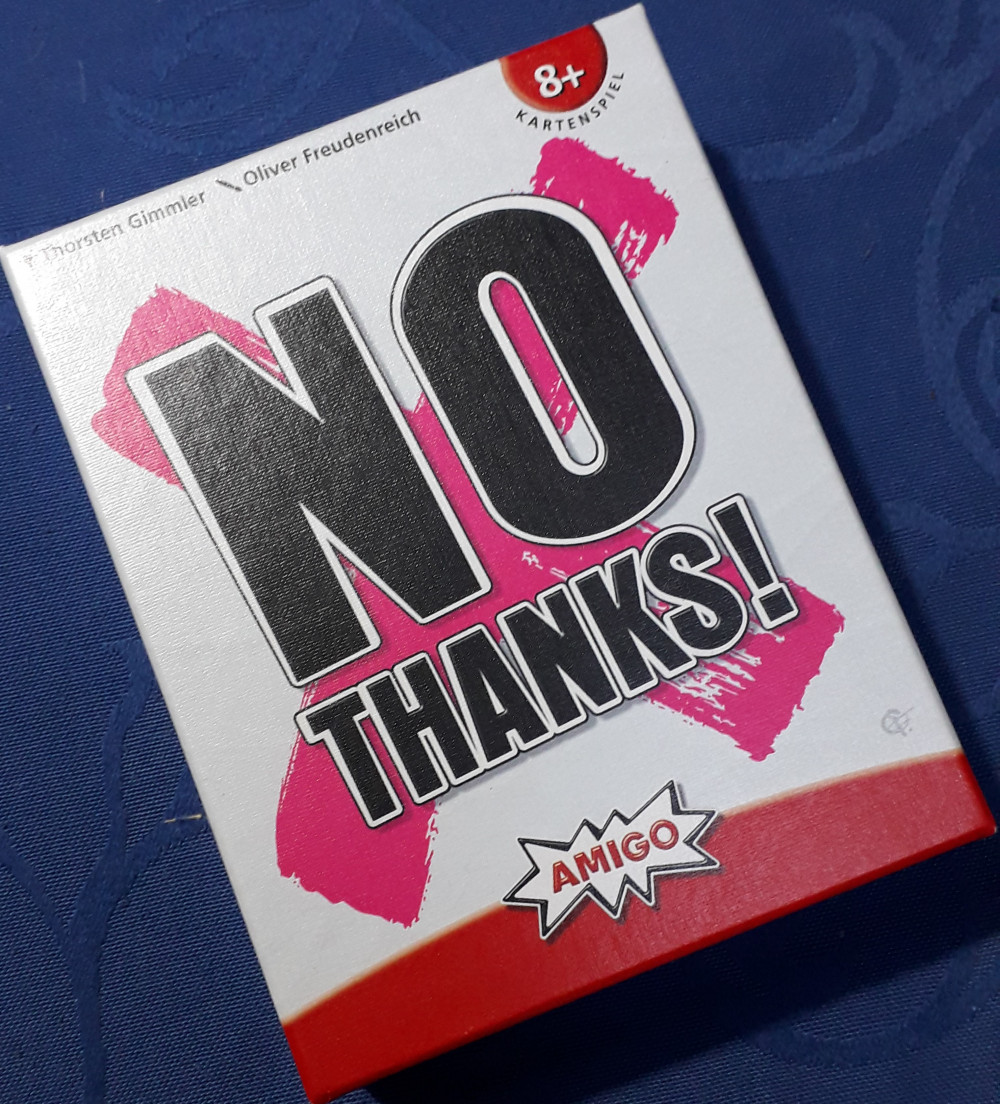 8+
KARTENSPIEL
Thorsten Gimmler Oliver Freudenreich
NO
THANKS!
AMIGO